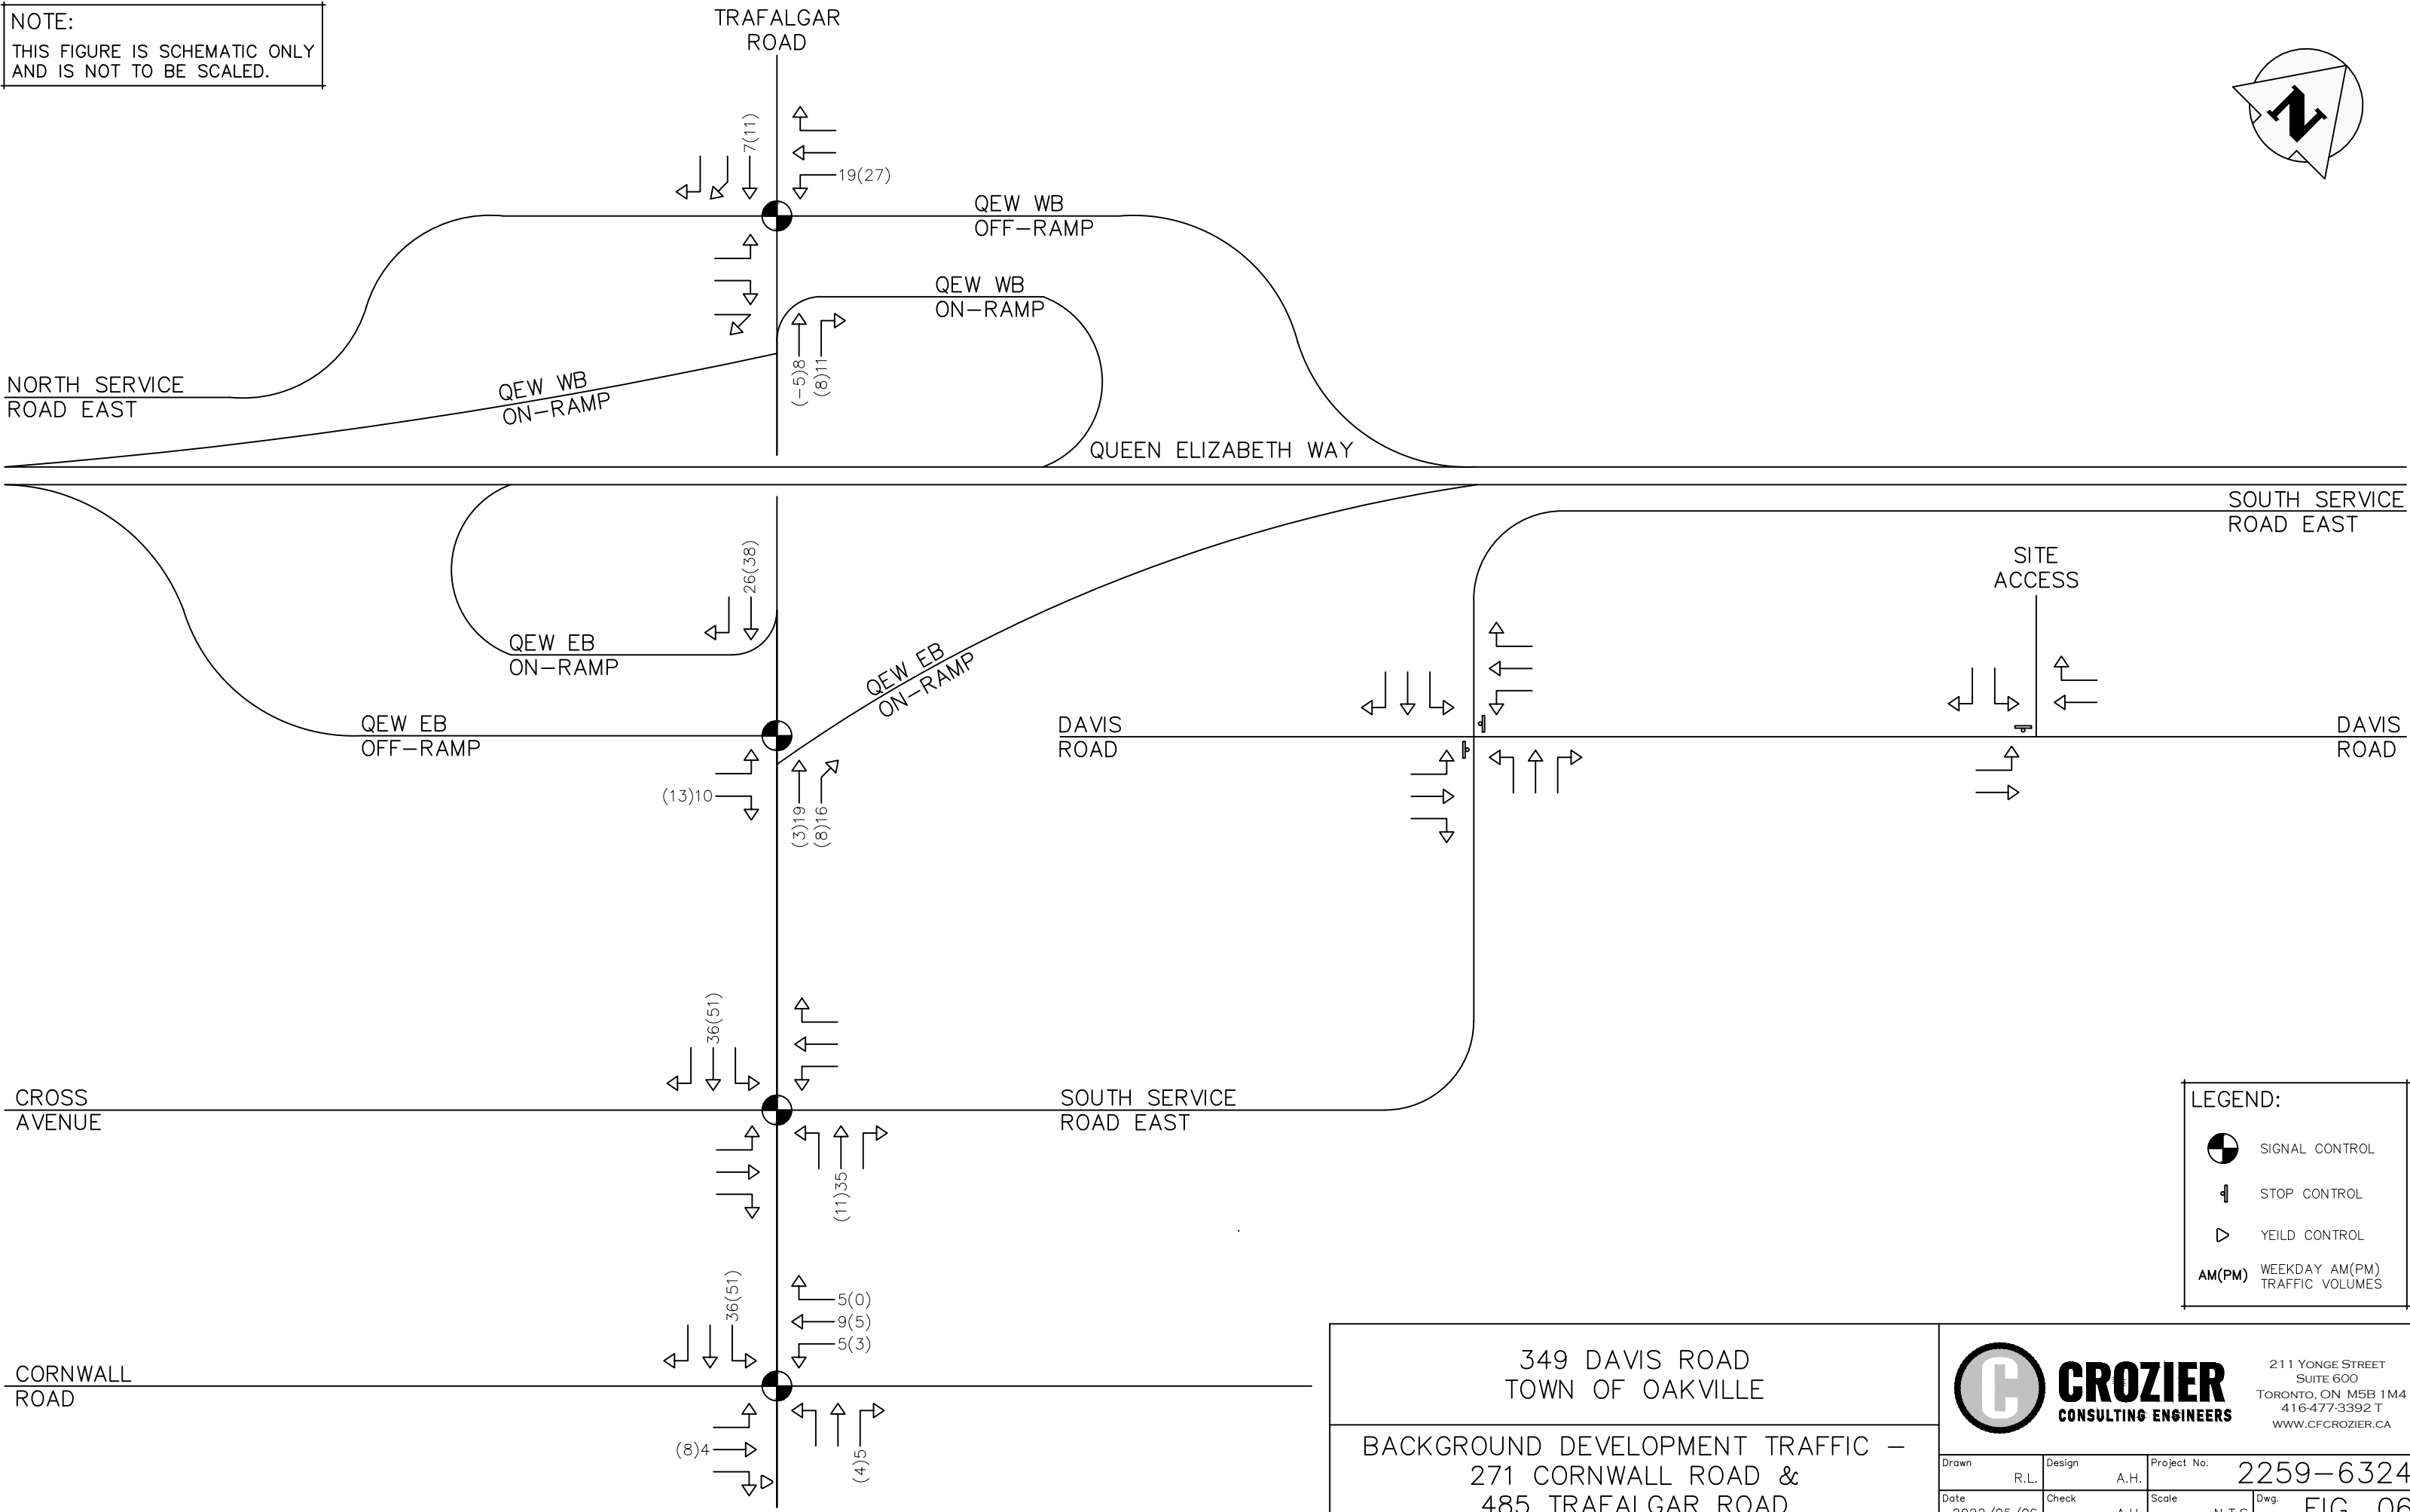 NOTE:
THIS FIGURE IS SCHEMATIC ONLY
AND IS NOT TO BE SCALED.
TRAFALGAR
ROAD
N
7(11)
19(27)
QEW WB
OFF-RAMP
QEW WB
ON-RAMP
(-5)8
(8)11
NORTH SERVICE
ROAD EAST
QEW WB
ON-RAMP
QUEEN ELIZABETH WAY
SOUTH SERVICE
ROAD EAST
26(38)
SITE
ACCESS
QEW EB
ON-RAMP
QEW EB
ON-RAMP
QEW EB
OFF-RAMP
DAVIS
ROAD
DAVIS
ROAD
(13)10
(3)19
(8)16
36(51)
CROSS
AVENUE
SOUTH SERVICE
ROAD EAST
(11)35
36(51)
5(0)
9(5)
5(3)
CORNWALL
ROAD
(8)4
(4)5
LEGEND:
SIGNAL CONTROL
STOP CONTROL
YEILD CONTROL
AM(PM) WEEKDAY AM(PM)
TRAFFIC VOLUMES
349 DAVIS ROAD
TOWN OF OAKVILLE
BACKGROUND DEVELOPMENT TRAFFIC -
271 CORNWALL ROAD &
485 TRAFALGAR ROAD
C
CROZIER
CONSULTING ENGINEERS
211 YONGE STREET
SUITE 600
TORONTO, ON M5B 1M4
416-477-3392 T
WWW.CFCROZIER.CA
Drawn R.L.
Design A.H.
Project No. 2259-6324
Date
Check
Scale
Dwg. FIG. 06